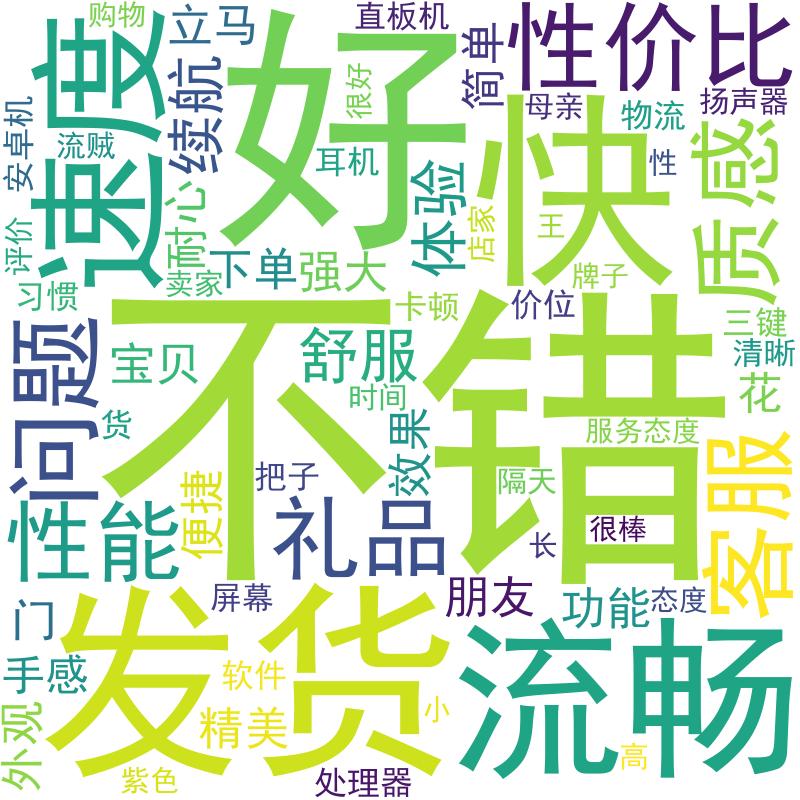 购物
立马
直板机
性价比
好
速度
续航
很好
简单
母亲
物流
扬声器
安卓机
流贼
耳机
体验
店家
快
性
质感
耐心
王
评价
下单
强大
卖家
牌子
习惯
卡顿
价位
三键
不错
问题
宝贝
舒服
清晰
时间
花
货
效果
服务态度
把子
隔天
便捷
客服
性能
礼品
长
很棒
屏幕
朋友
功能
态度
门
发货
流畅
手感
软件
外观
精美
小
高
紫色
处理器